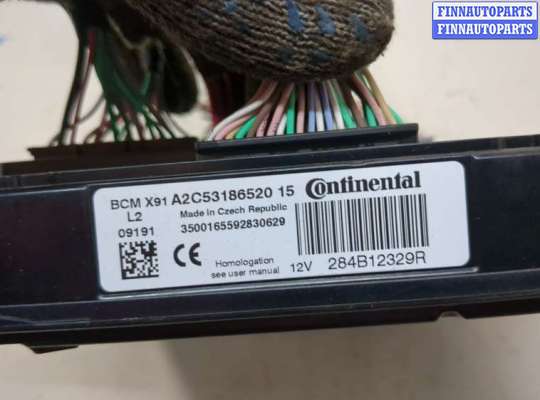 FINNAUTOPARTS
FINNAUTOPARTS
BCM X91 A2C53186520 15 Continental
L2 Made in Czech Republic
09191 3500165592830629
CE Homologation
see user manual 12V 284B12329R